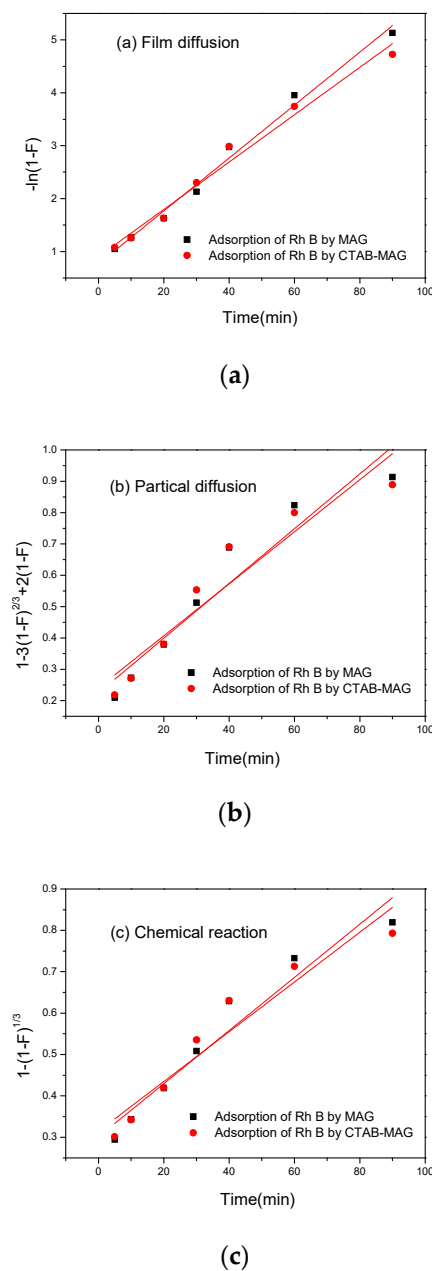 (a) Film diffusion
-ln(1-F)
5
4
3
2
1
Adsorption of Rh B by MAG
Adsorption of Rh B by CTAB-MAG
0 20 40 60 80 100
Time(min)
(a)
(b) Partical diffusion
1-3(1-F)^{2/3}+2(1-F)
1.0
0.9
0.8
0.7
0.6
0.5
0.4
0.3
0.2
Adsorption of Rh B by MAG
Adsorption of Rh B by CTAB-MAG
0 20 40 60 80 100
Time(min)
(b)
(c) Chemical reaction
1-(1-F)^{1/3}
0.9
0.8
0.7
0.6
0.5
0.4
0.3
Adsorption of Rh B by MAG
Adsorption of Rh B by CTAB-MAG
0 20 40 60 80 100
Time(min)
(c)